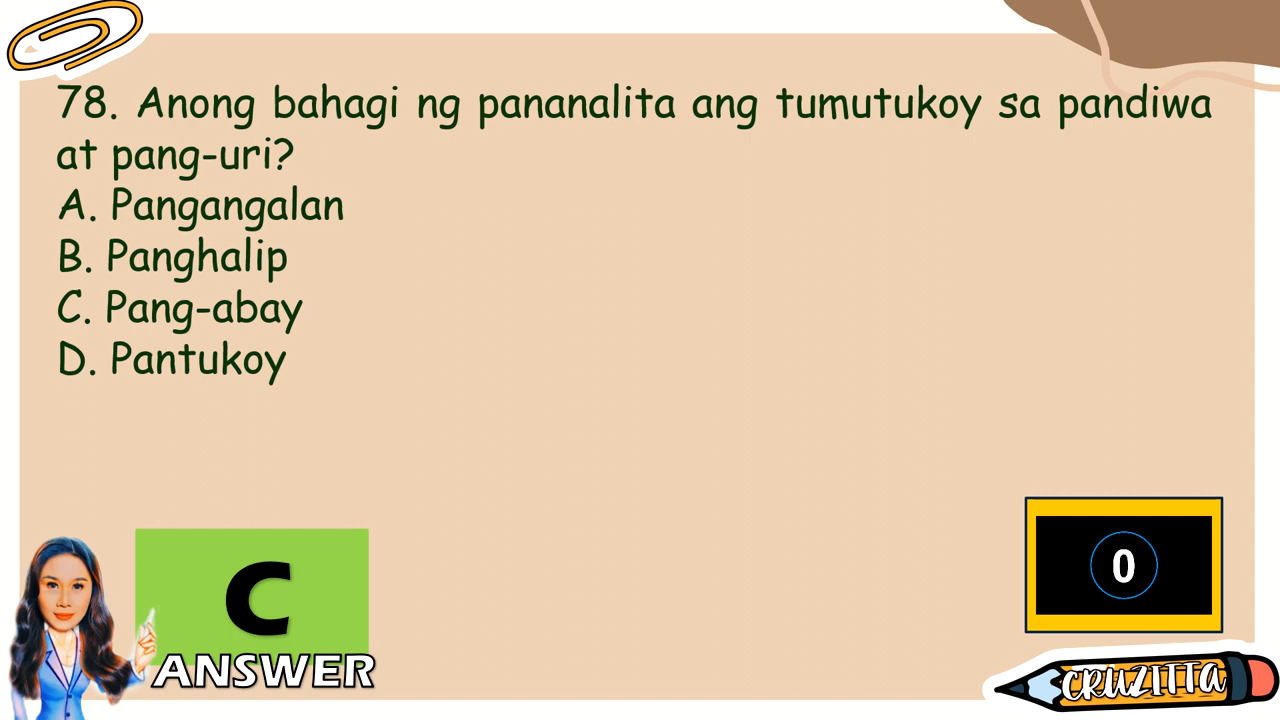 78. Anong bahagi ng pananalita ang tumutukoy sa pandiwa
at pang-uri?
A. Pangangalan
B. Panghalip
C. Pang-abay
D. Pantukoy
C
ANSWER
0
CRUZITTA